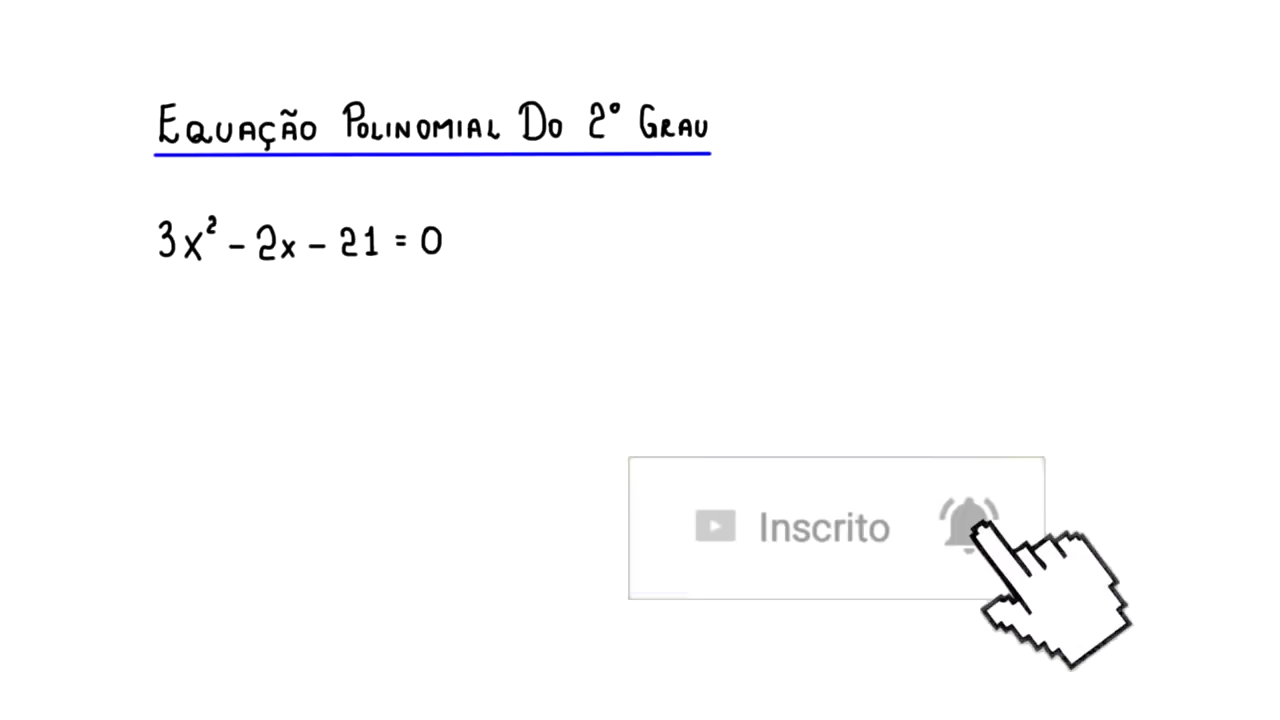 EQUAÇÃO POLINOMIAL DO 2° GRAU
3x² - 2x - 21 = 0
Inscrito